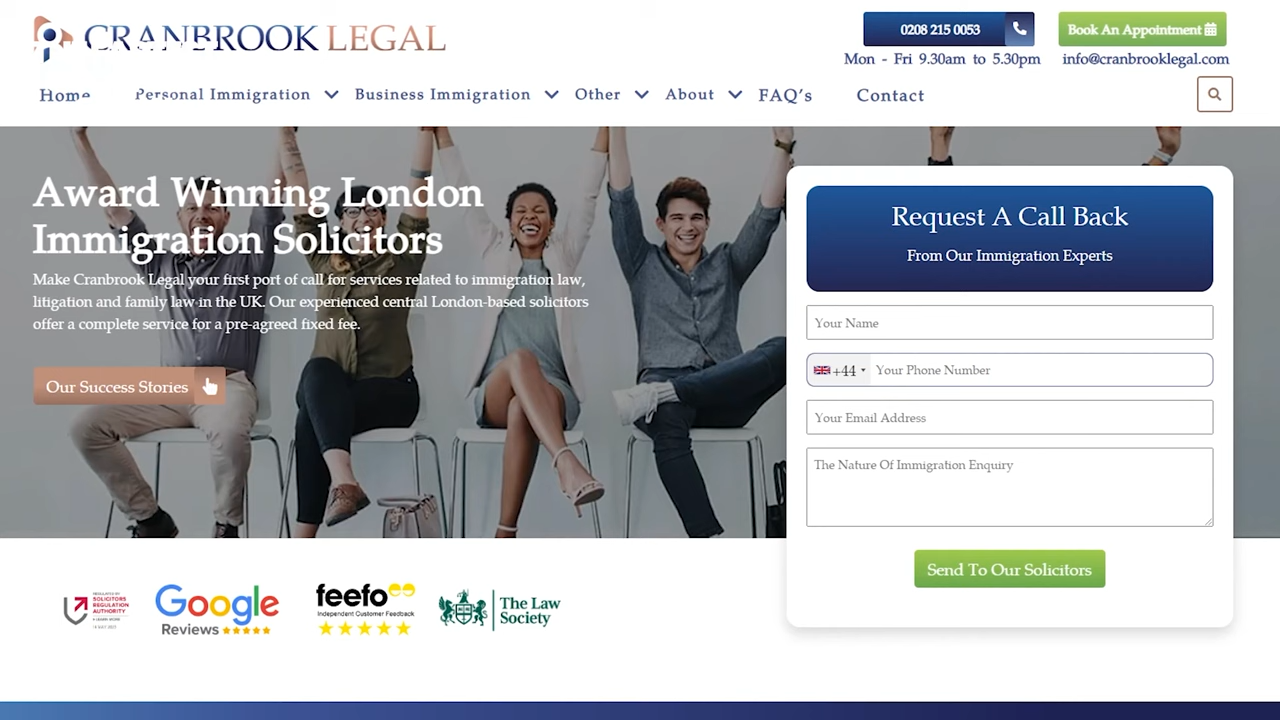 CRANBROOK LEGAL
0208 215 0053
Mon - Fri 9.30am to 5.30pm
Book An Appointment
info@cranbrooklegal.com
Home
Personal Immigration
Business Immigration
Other
About
FAQ's
Contact
Award Winning London
Immigration Solicitors
Make Cranbrook Legal your first port of call for services related to immigration law,
litigation and family law in the UK. Our experienced central London-based solicitors
offer a complete service for a pre-agreed fixed fee.
Our Success Stories
Request A Call Back
From Our Immigration Experts
Your Name
+44
Your Phone Number
Your Email Address
The Nature Of Immigration Enquiry
Send To Our Solicitors
SOLICITORS
REGULATION
AUTHORITY
Google
Reviews
feefo
Independent Customer Feedback
The Law
Society